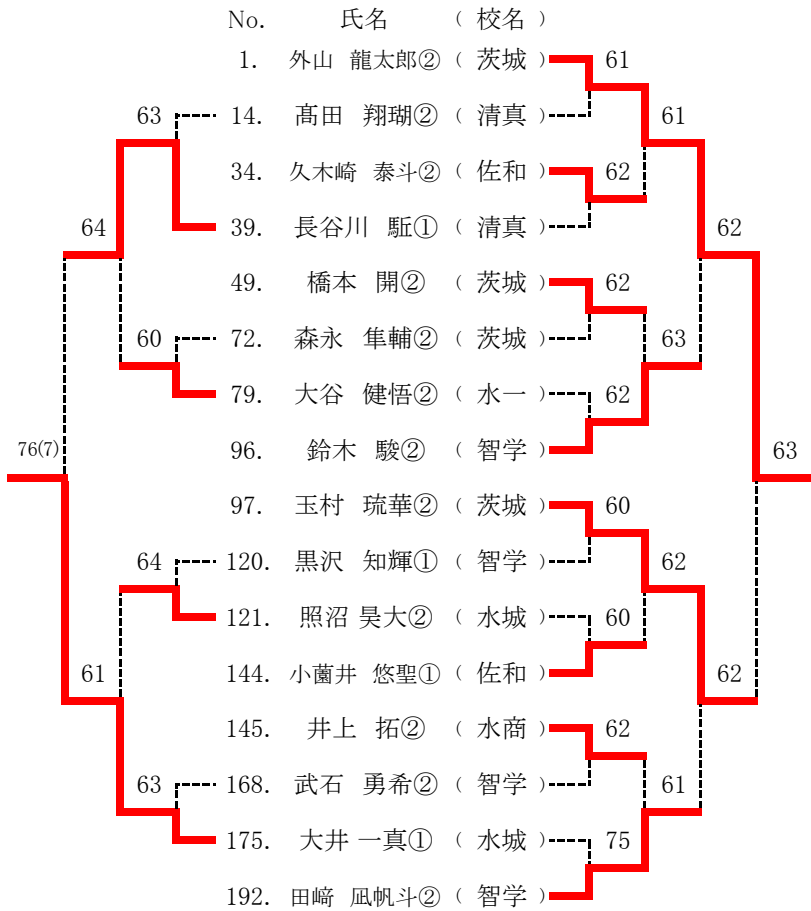 No. 氏名 ( 校名 )
1. 外山 龍太郎② ( 茨城 ) 61
63 14. 髙田 翔瑚② ( 清真 ) 61
34. 久木崎 泰斗② ( 佐和 ) 62
64 39. 長谷川 駈① ( 清真 ) 62
49. 橋本 開② ( 茨城 ) 62
60 72. 森永 隼輔② ( 茨城 ) 63
79. 大谷 健悟② ( 水一 ) 62
76(7) 96. 鈴木 駿② ( 智学 ) 63
97. 玉村 琉華② ( 茨城 ) 60
64 120. 黒沢 知輝① ( 智学 ) 62
121. 照沼 昊大② ( 水城 ) 60
61 144. 小薗井 悠聖① ( 佐和 ) 62
145. 井上 拓② ( 水商 ) 62
63 168. 武石 勇希② ( 智学 ) 61
175. 大井 一真① ( 水城 ) 75
192. 田﨑 凪帆斗② ( 智学 )